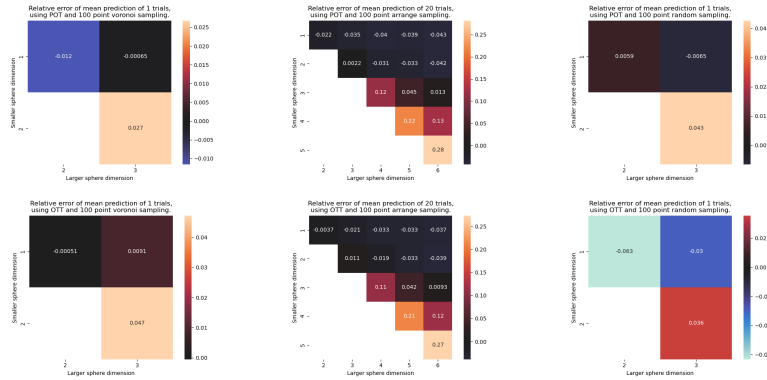 Relative error of mean prediction of 1 trials,
using POT and 100 point voronoi sampling.
Smaller sphere dimension
1
2
-0.012
-0.00065
0.027
2
3
Larger sphere dimension
0.025
0.020
0.015
0.010
0.005
0.000
−0.005
−0.010
Relative error of mean prediction of 20 trials,
using POT and 100 point arrange sampling.
Smaller sphere dimension
1
2
3
4
5
-0.022 -0.035 -0.04 -0.039 -0.043
0.0022 -0.031 -0.033 -0.042
0.12 0.045 0.013
0.22 0.13
0.28
2 3 4 5 6
Larger sphere dimension
0.25
0.20
0.15
0.10
0.05
0.00
Relative error of mean prediction of 1 trials,
using POT and 100 point random sampling.
Smaller sphere dimension
1
2
0.0059
-0.0065
0.043
2
3
Larger sphere dimension
0.04
0.03
0.02
0.01
0.00
Relative error of mean prediction of 1 trials,
using OTT and 100 point voronoi sampling.
Smaller sphere dimension
1
2
-0.00051
0.0091
0.047
2
3
Larger sphere dimension
0.04
0.03
0.02
0.01
0.00
Relative error of mean prediction of 20 trials,
using OTT and 100 point arrange sampling.
Smaller sphere dimension
1
2
3
4
5
-0.0037 -0.021 -0.033 -0.033 -0.037
0.011 -0.019 -0.033 -0.039
0.11 0.042 0.0093
0.21 0.12
0.27
2 3 4 5 6
Larger sphere dimension
0.25
0.20
0.15
0.10
0.05
0.00
Relative error of mean prediction of 1 trials,
using OTT and 100 point random sampling.
Smaller sphere dimension
1
2
-0.063
-0.03
0.036
2
3
Larger sphere dimension